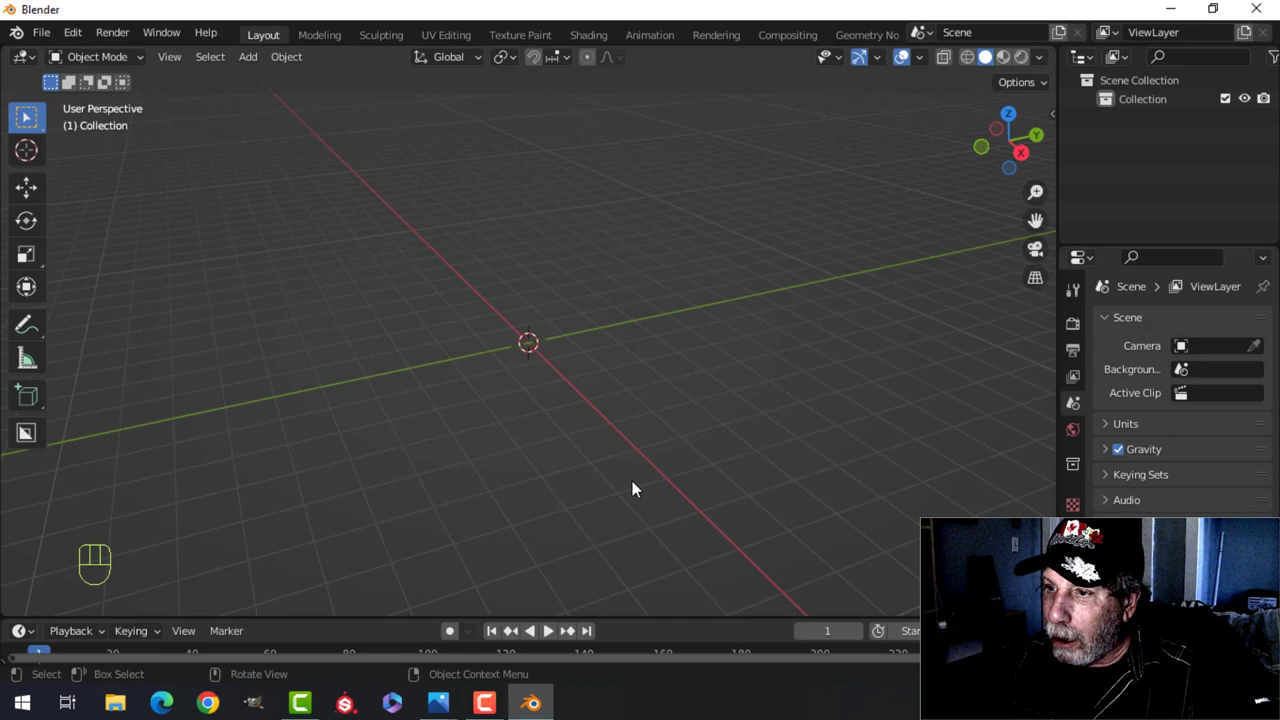 Blender
File Edit Render Window Help Layout Modeling Sculpting UV Editing Texture Paint Shading Animation Rendering Compositing Geometry No Scene ViewLayer
Object Mode View Select Add Object Global
Options
User Perspective
(1) Collection
Z
Y
X
Scene Collection
Collection
Scene > ViewLayer
Scene
Camera
Backgroun...
Active Clip
Units
Gravity
Keying Sets
Audio
Playback Keying View Marker 1 Star
1 20 40 60 80 100 120 140 160 180 200 220
Select Box Select Rotate View Object Context Menu